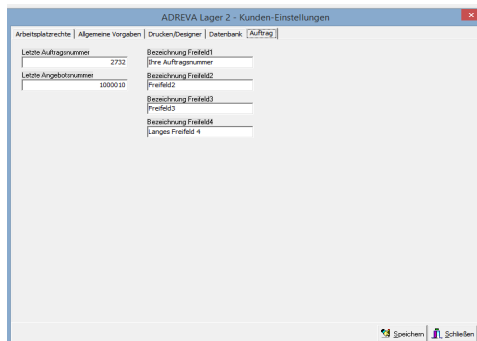 ADREVA Lager 2 - Kunden-Einstellungen
Arbeitsplatzrechte Allgemeine Vorgaben Drucken/Designer Datenbank Auftrag
Letzte Auftragsnummer Bezeichnung Freifeld1
2732 Ihre Auftragsnummer
Letzte Angebotsnummer Bezeichnung Freifeld2
1000010 Freifeld2
Bezeichnung Freifeld3
Freifeld3
Bezeichnung Freifeld4
Langes Freifeld 4
Speichern Schließen